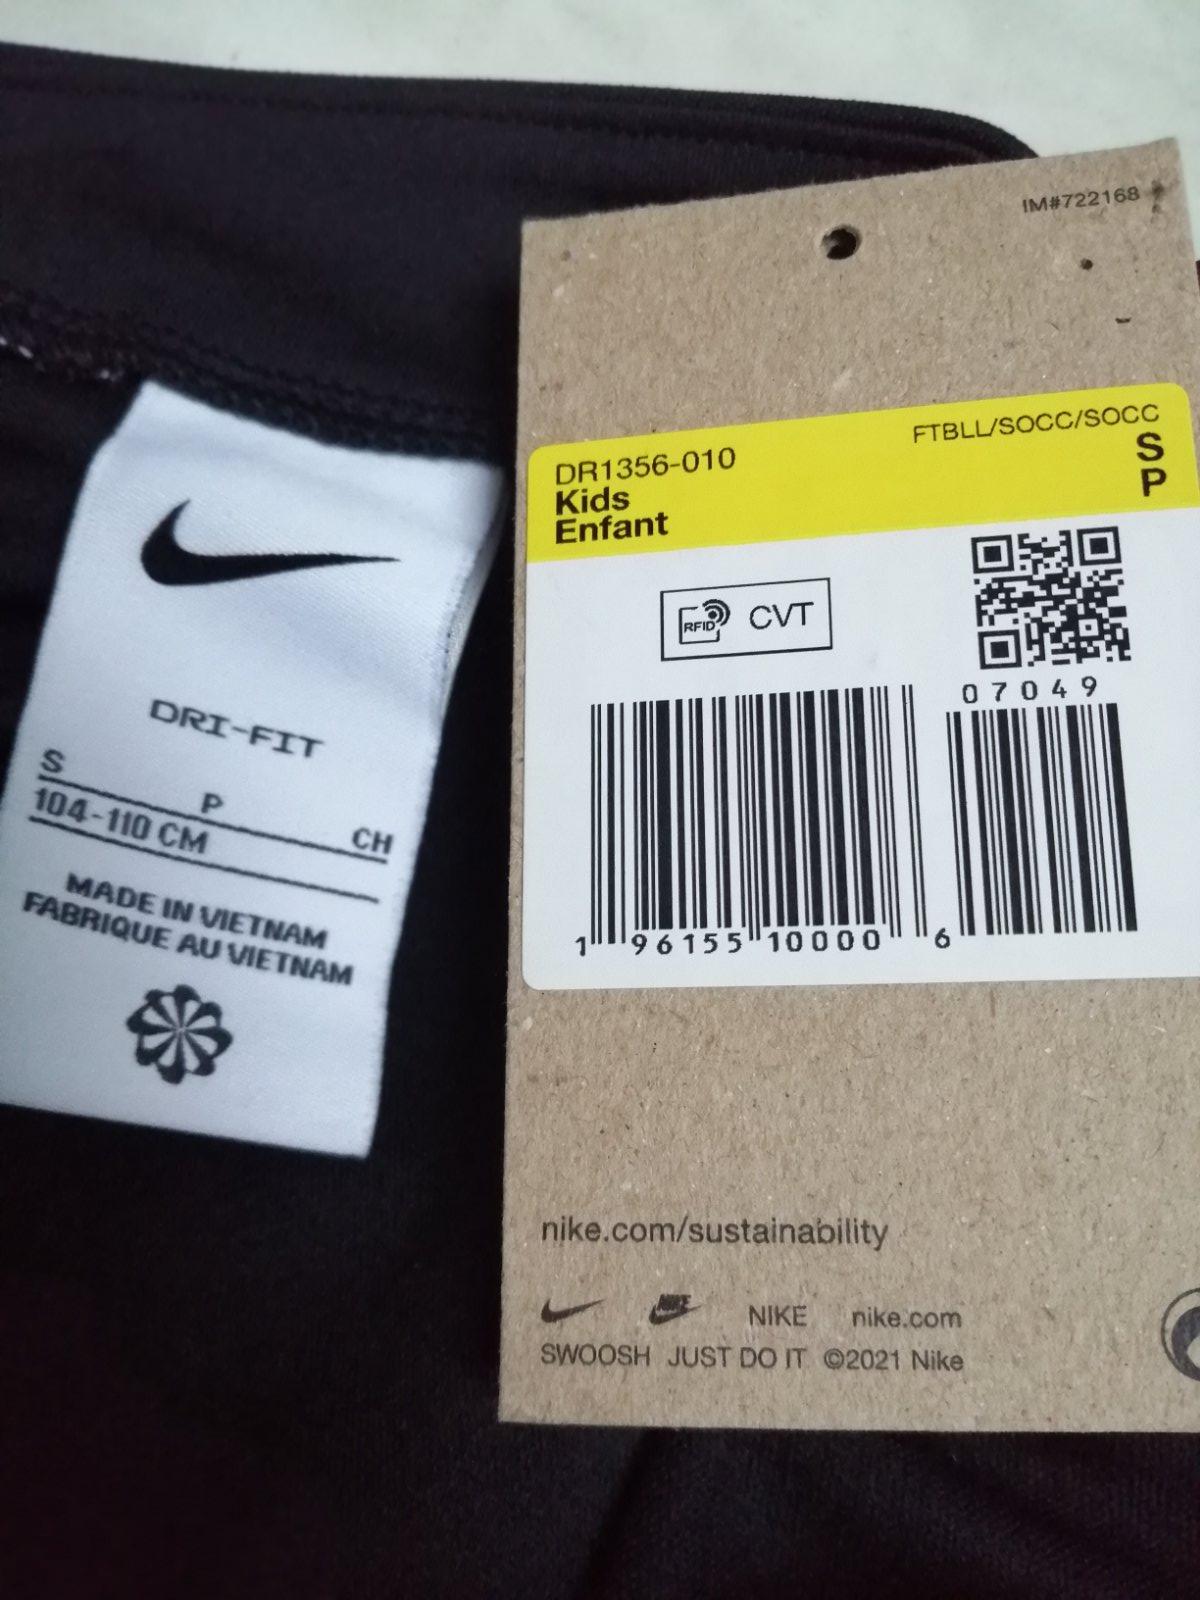 DRI-FIT
S P CH
104-110 CM
MADE IN VIETNAM
FABRIQUE AU VIETNAM
IM#722168
FTBLL/SOCC/SOCC
DR1356-010
S
Kids
P
Enfant
RFID CVT
07049
1 96155 10000 6
nike.com/sustainability
NIKE NIKE nike.com
SWOOSH JUST DO IT ©2021 Nike